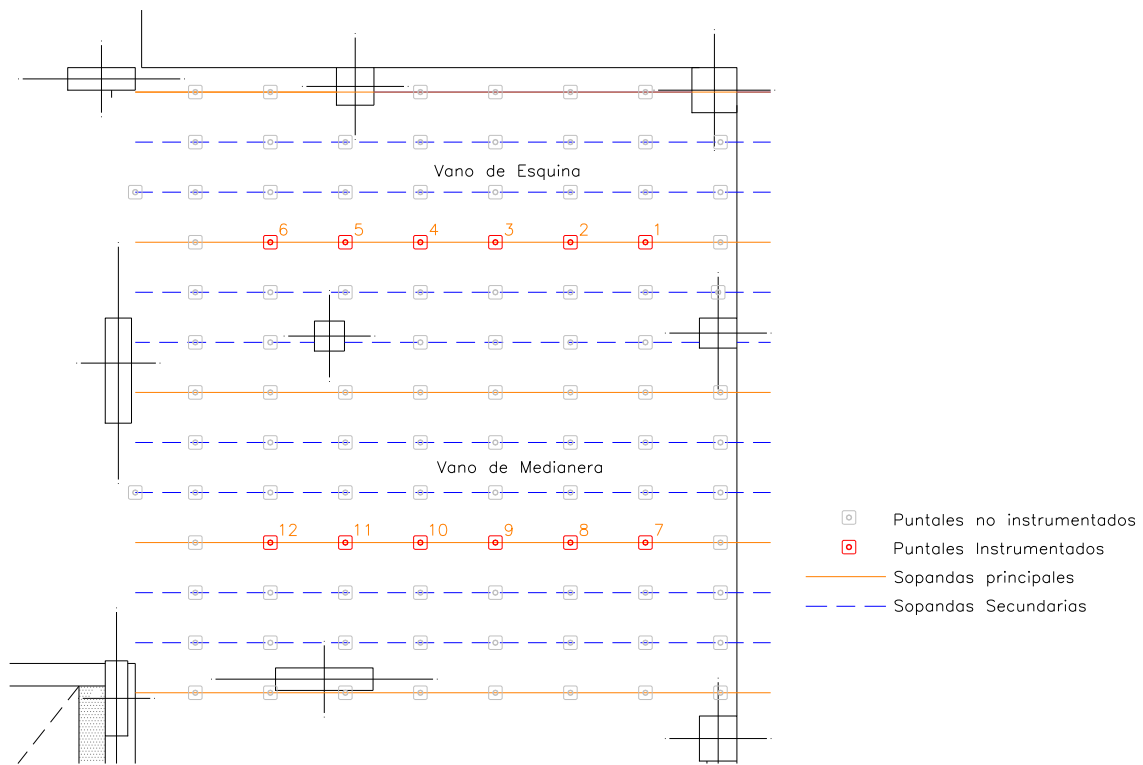 Vano de Esquina
6 5 4 3 2 1
Vano de Medianera
12 11 10 9 8 7
Puntales no instrumentados
Puntales Instrumentados
Sopandas principales
Sopandas Secundarias